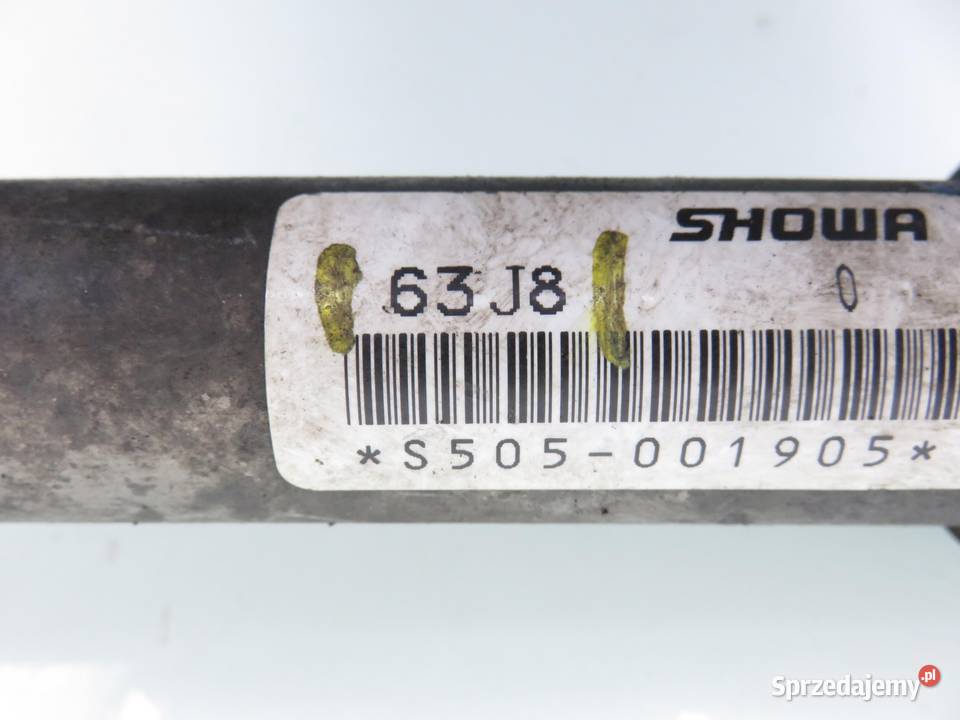 SHOWA
63J8 0
*S505-001905*
Sprzedajemy.pl